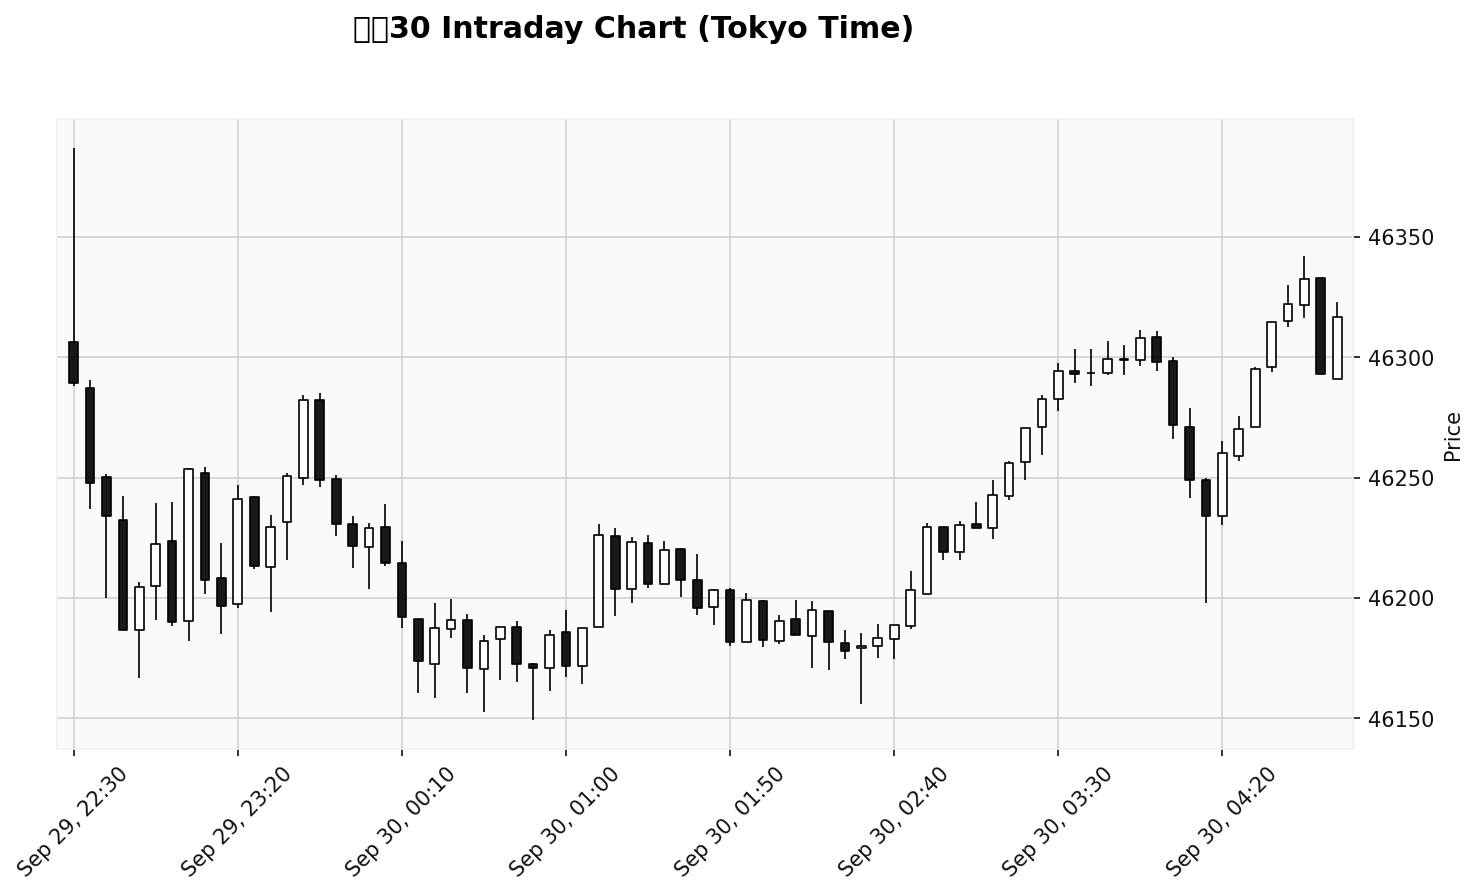 30 Intraday Chart (Tokyo Time)
46350
46300
46250
46200
46150
Price
Sep 29, 22:30
Sep 29, 23:20
Sep 30, 00:10
Sep 30, 01:00
Sep 30, 01:50
Sep 30, 02:40
Sep 30, 03:30
Sep 30, 04:20